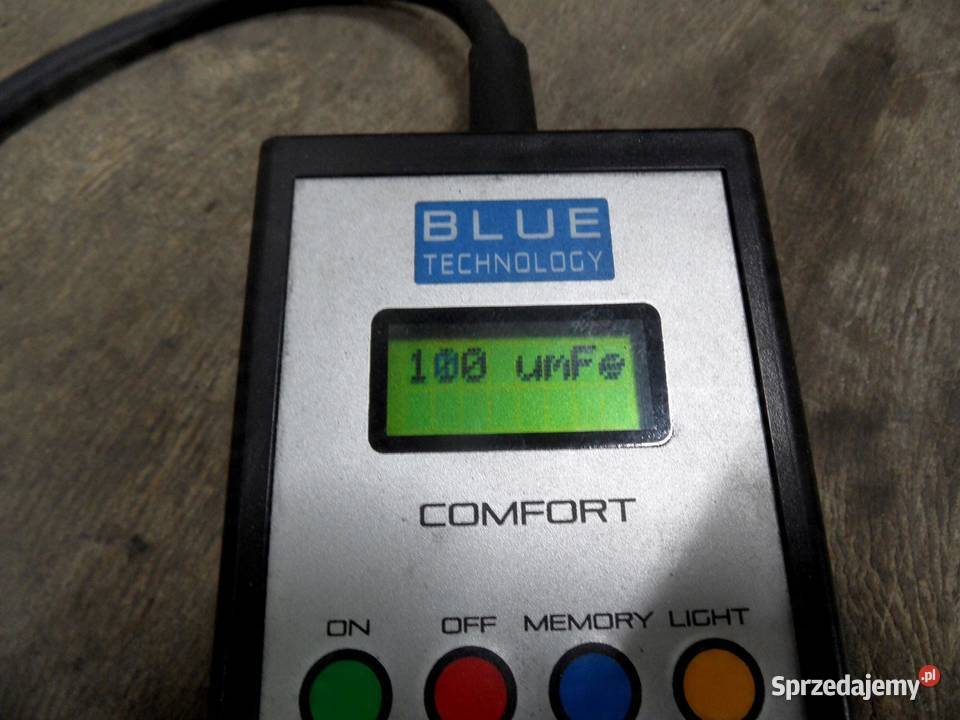 BLUE
TECHNOLOGY
100 umFe
COMFORT
ON OFF MEMORY LIGHT
Sprzedajemy.pl